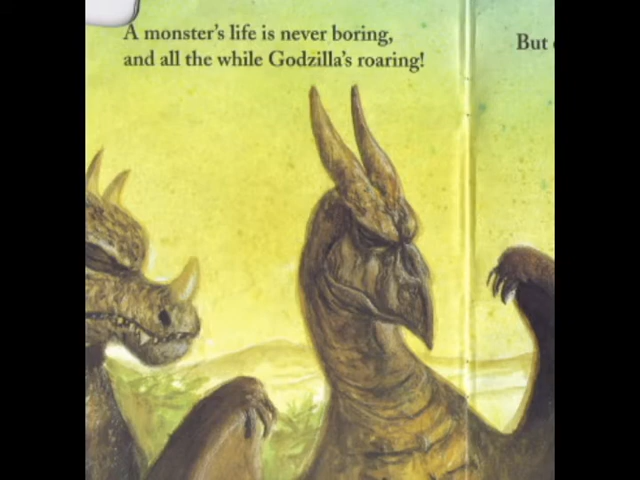 A monster's life is never boring,
and all the while Godzilla's roaring!
But